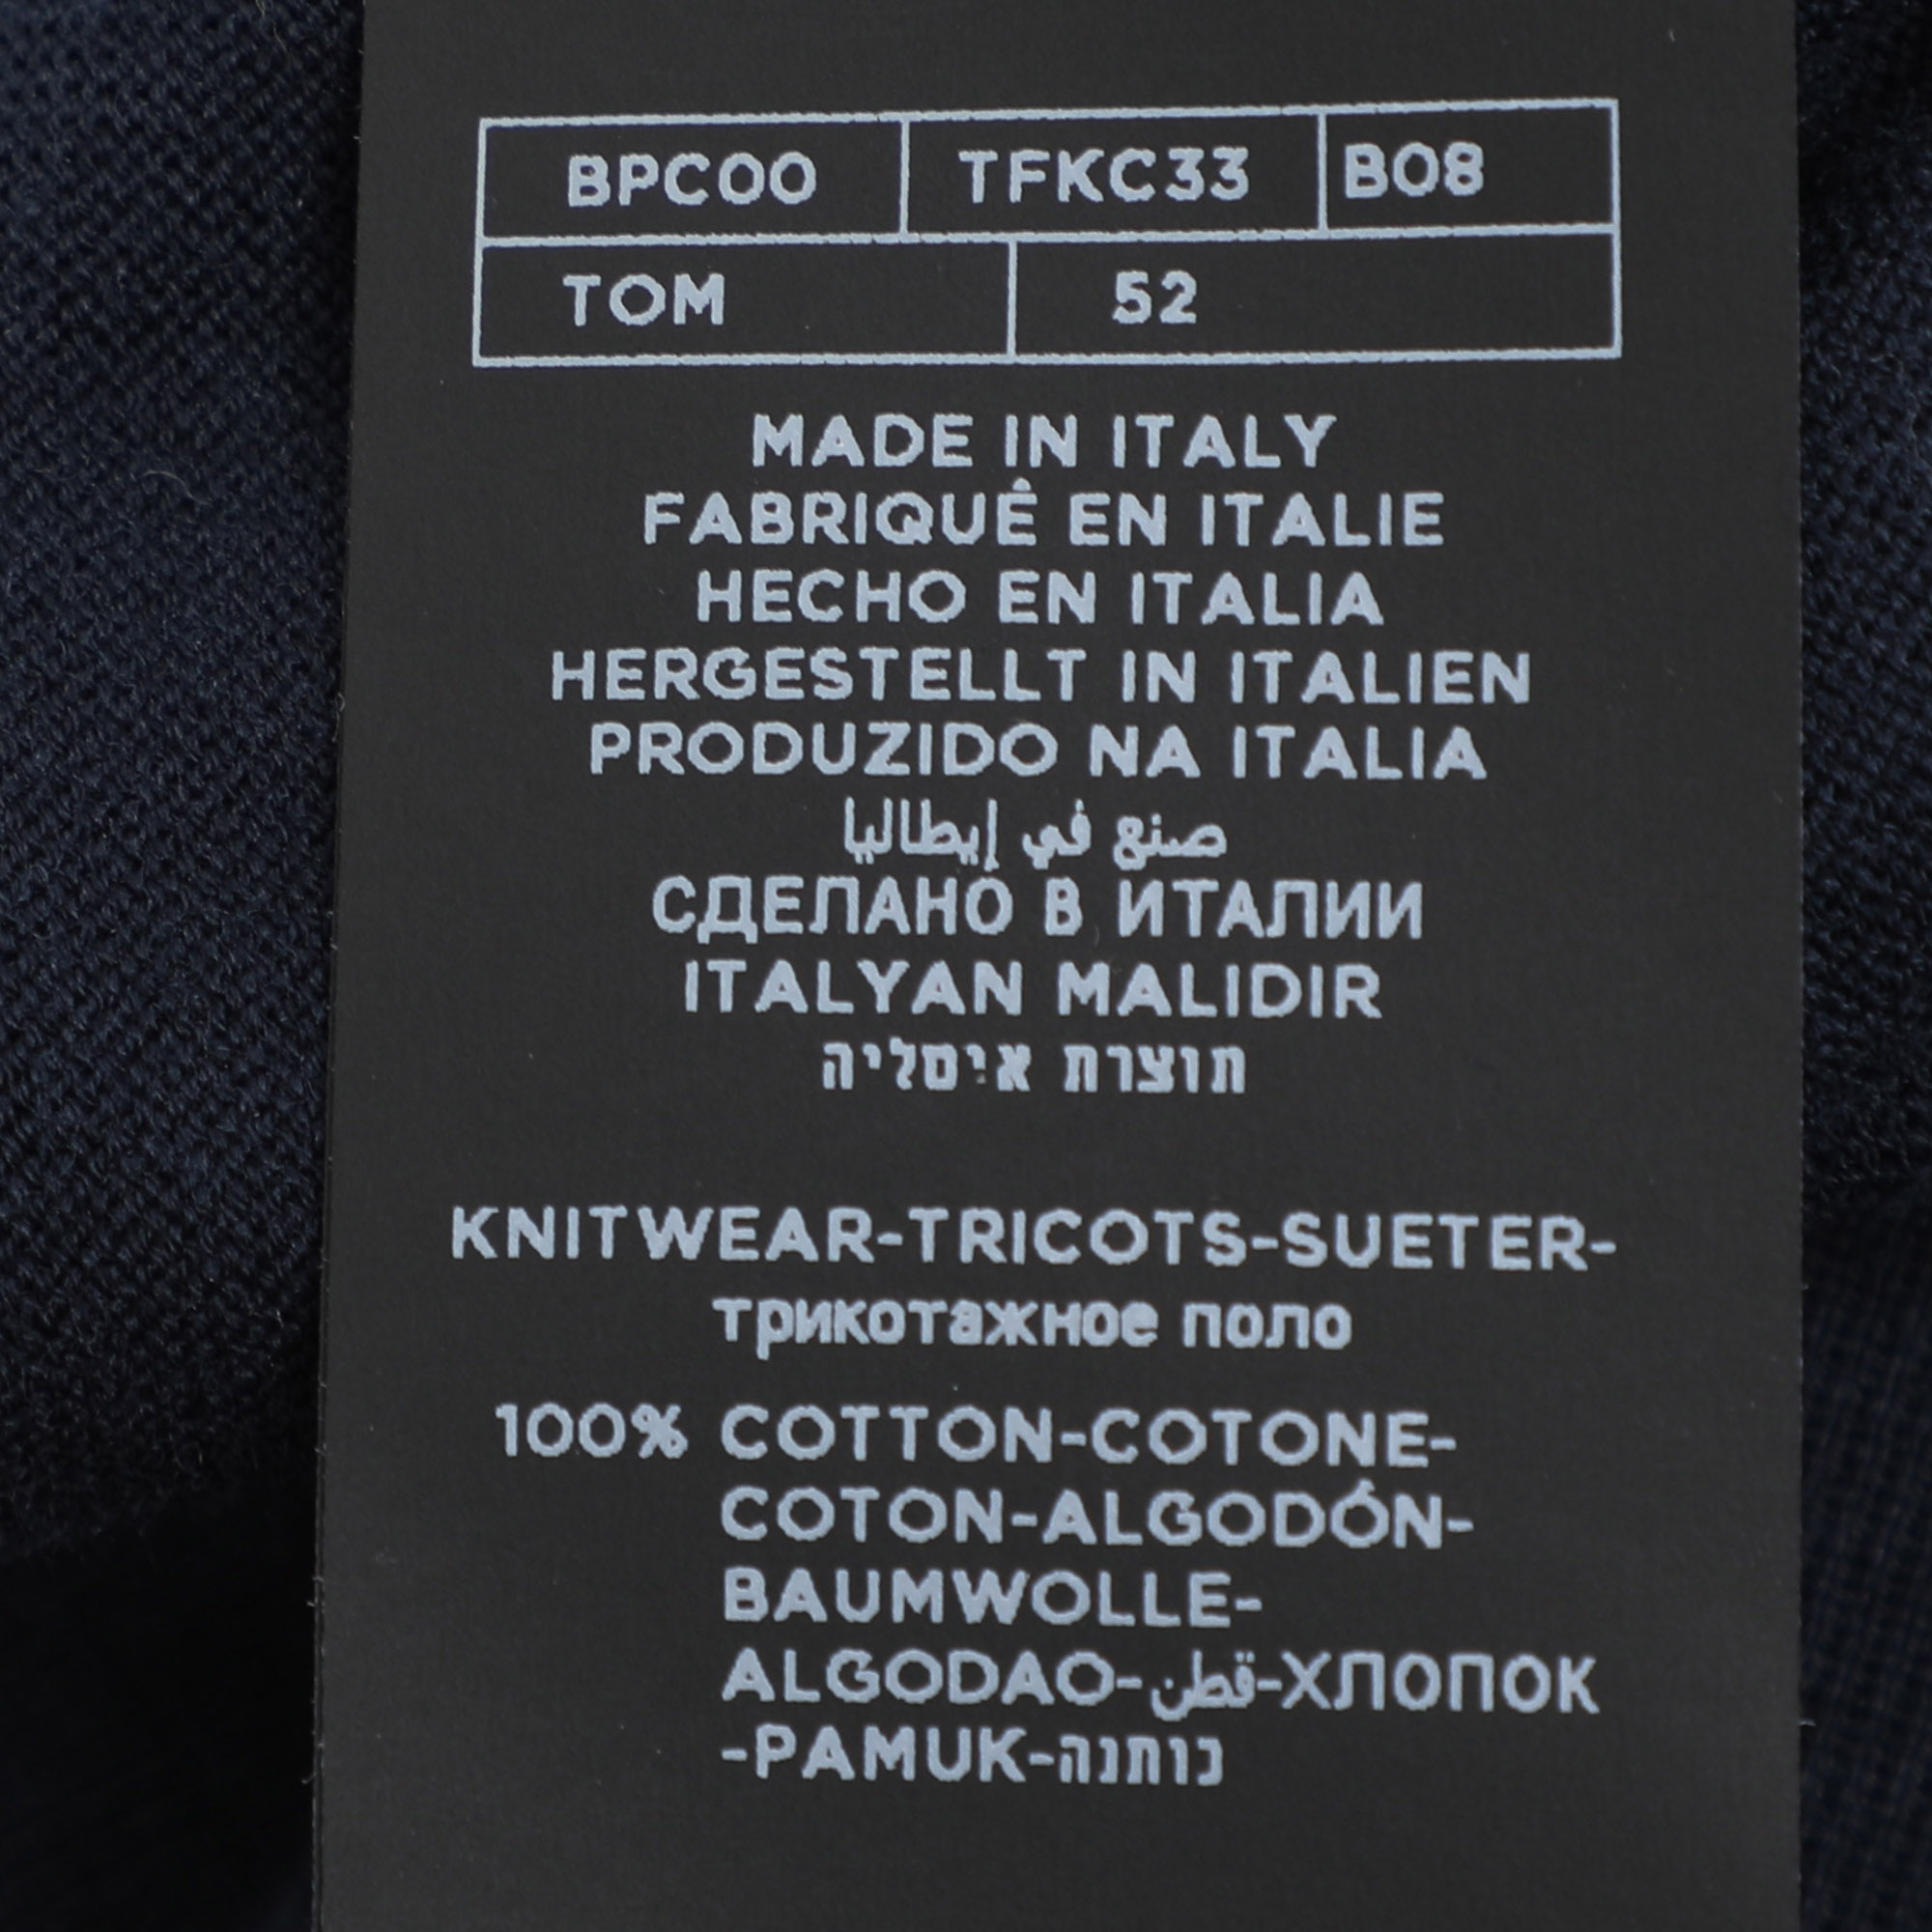 BPC00 TFKC33 B08
TOM 52
MADE IN ITALY
FABRIQUÊ EN ITALIE
HECHO EN ITALIA
HERGESTELLT IN ITALIEN
PRODUZIDO NA ITALIA
صنع في إيطاليا
СДЕЛАНО В ИТАЛИИ
ITALYAN MALIDIR
תוצרת איסליה
KNITWEAR-TRICOTS-SUETER-
трикотажное поло
100% COTTON-COTONE-
COTON-ALGODÓN-
BAUMWOLLE-
ALGODAO-قطن-ХЛОПОК
-PAMUK-כותנה